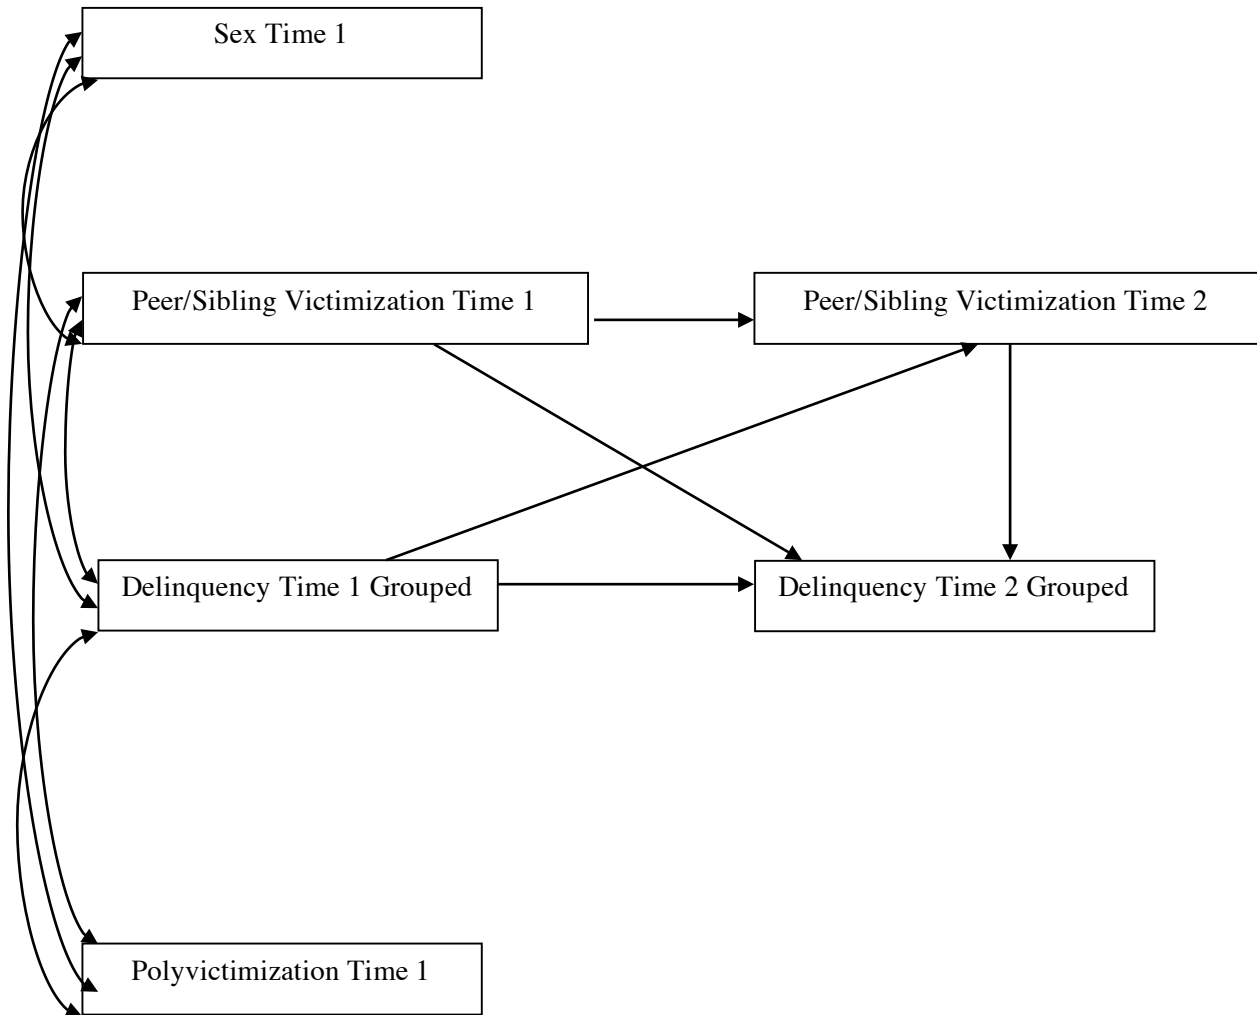 Sex Time 1
Peer/Sibling Victimization Time 1
Peer/Sibling Victimization Time 2
Delinquency Time 1 Grouped
Delinquency Time 2 Grouped
Polyvictimization Time 1